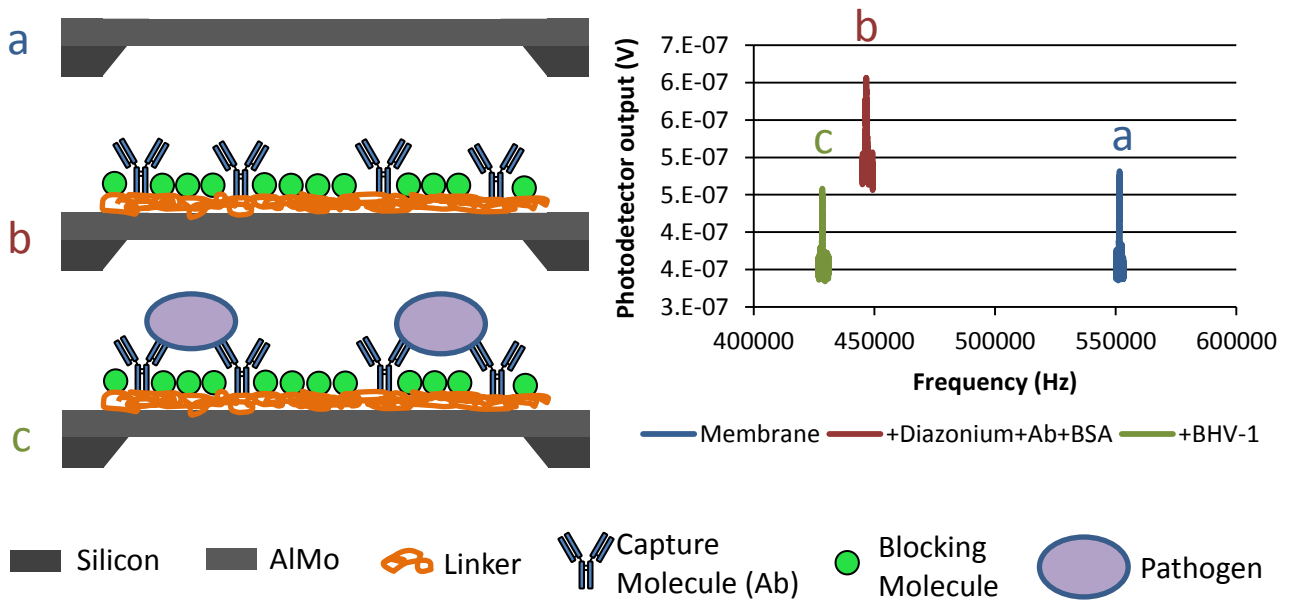 a
b
c
b
c
a
Photodetector output (V)
7.E-07
6.E-07
6.E-07
5.E-07
5.E-07
4.E-07
4.E-07
3.E-07
400000 450000 500000 550000 600000
Frequency (Hz)
Membrane +Diazonium+Ab+BSA +BHV-1
Silicon
AlMo
Linker
Capture
Molecule (Ab)
Blocking
Molecule
Pathogen